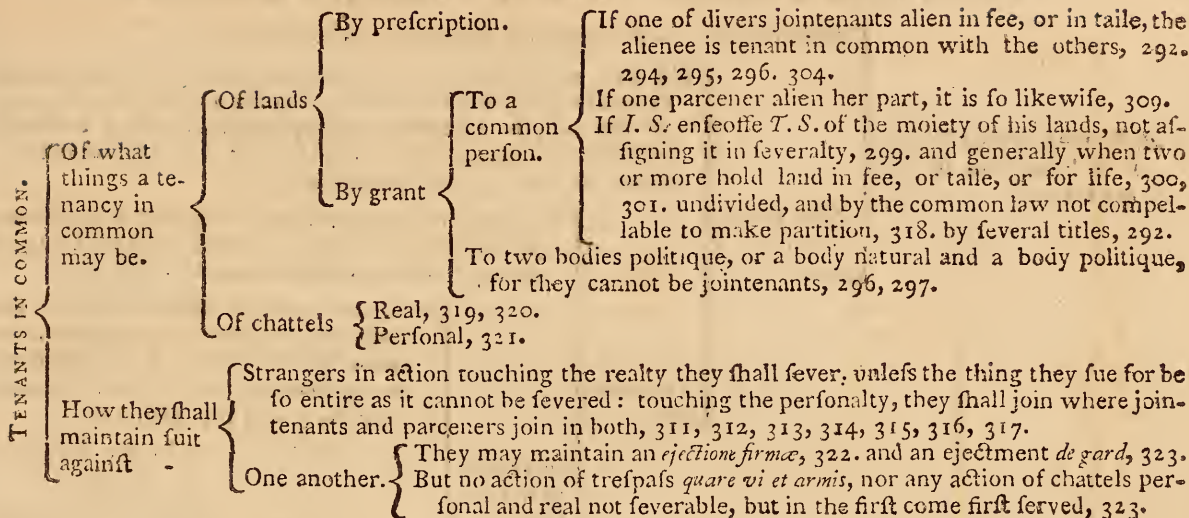 TENANTS IN COMMON.
Of what things a te-
nancy in
common
may be.
Of lands
By preſcription.
By grant
To a
common
perſon.
If one of divers jointenants alien in fee, or in taile, the
alienee is tenant in common with the others, 292.
294, 295, 296. 304.
If one parcener alien her part, it is ſo likewiſe, 309.
If I. S. enfeoffe T. S. of the moiety of his lands, not aſ-
ſigning it in ſeveralty, 299. and generally when two
or more hold land in fee, or taile, or for life, 300,
301. undivided, and by the common law not compel-
lable to make partition, 318. by ſeveral titles, 292.
To two bodies politique, or a body natural and a body politique,
for they cannot be jointenants, 296, 297.
Of chattels
Real, 319, 320.
Perſonal, 321.
How they ſhall
maintain ſuit
againſt -
Strangers in action touching the realty they ſhall ſever, unleſs the thing they ſue for be
ſo entire as it cannot be ſevered: touching the perſonalty, they ſhall join where join-
tenants and parceners join in both, 311, 312, 313, 314, 315, 316, 317.
One another.
They may maintain an ejectione firmæ, 322. and an ejectment de gard, 323.
But no action of treſpaſs quare vi et armis, nor any action of chattels per-
ſonal and real not ſeverable, but in the firſt come firſt ſerved, 323.